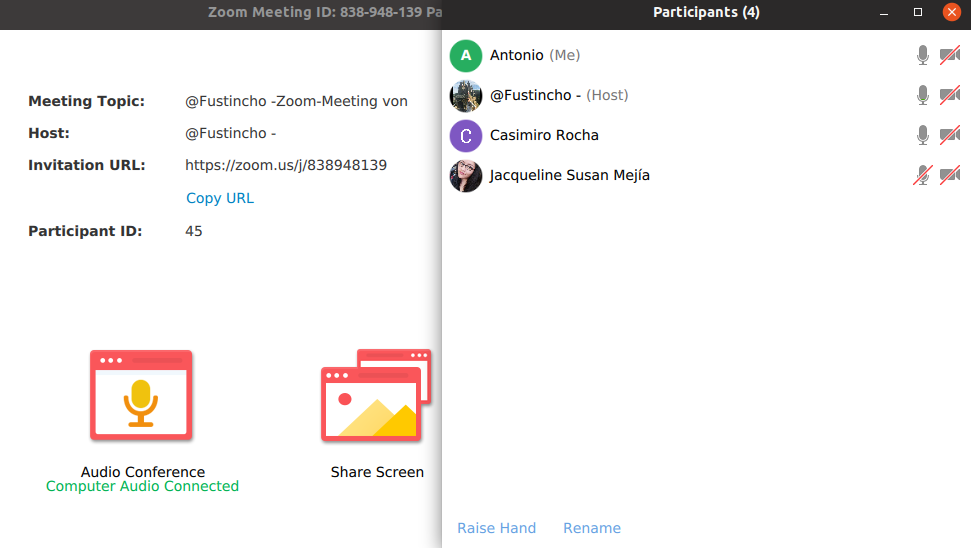 Zoom Meeting ID: 838-948-139 Pa
Meeting Topic: @Fustincho -Zoom-Meeting von
Host: @Fustincho -
Invitation URL: https://zoom.us/j/838948139
Copy URL
Participant ID: 45
Audio Conference
Computer Audio Connected
Share Screen
Participants (4)
A Antonio (Me)
@Fustincho - (Host)
C Casimiro Rocha
Jacqueline Susan Mejía
Raise Hand Rename